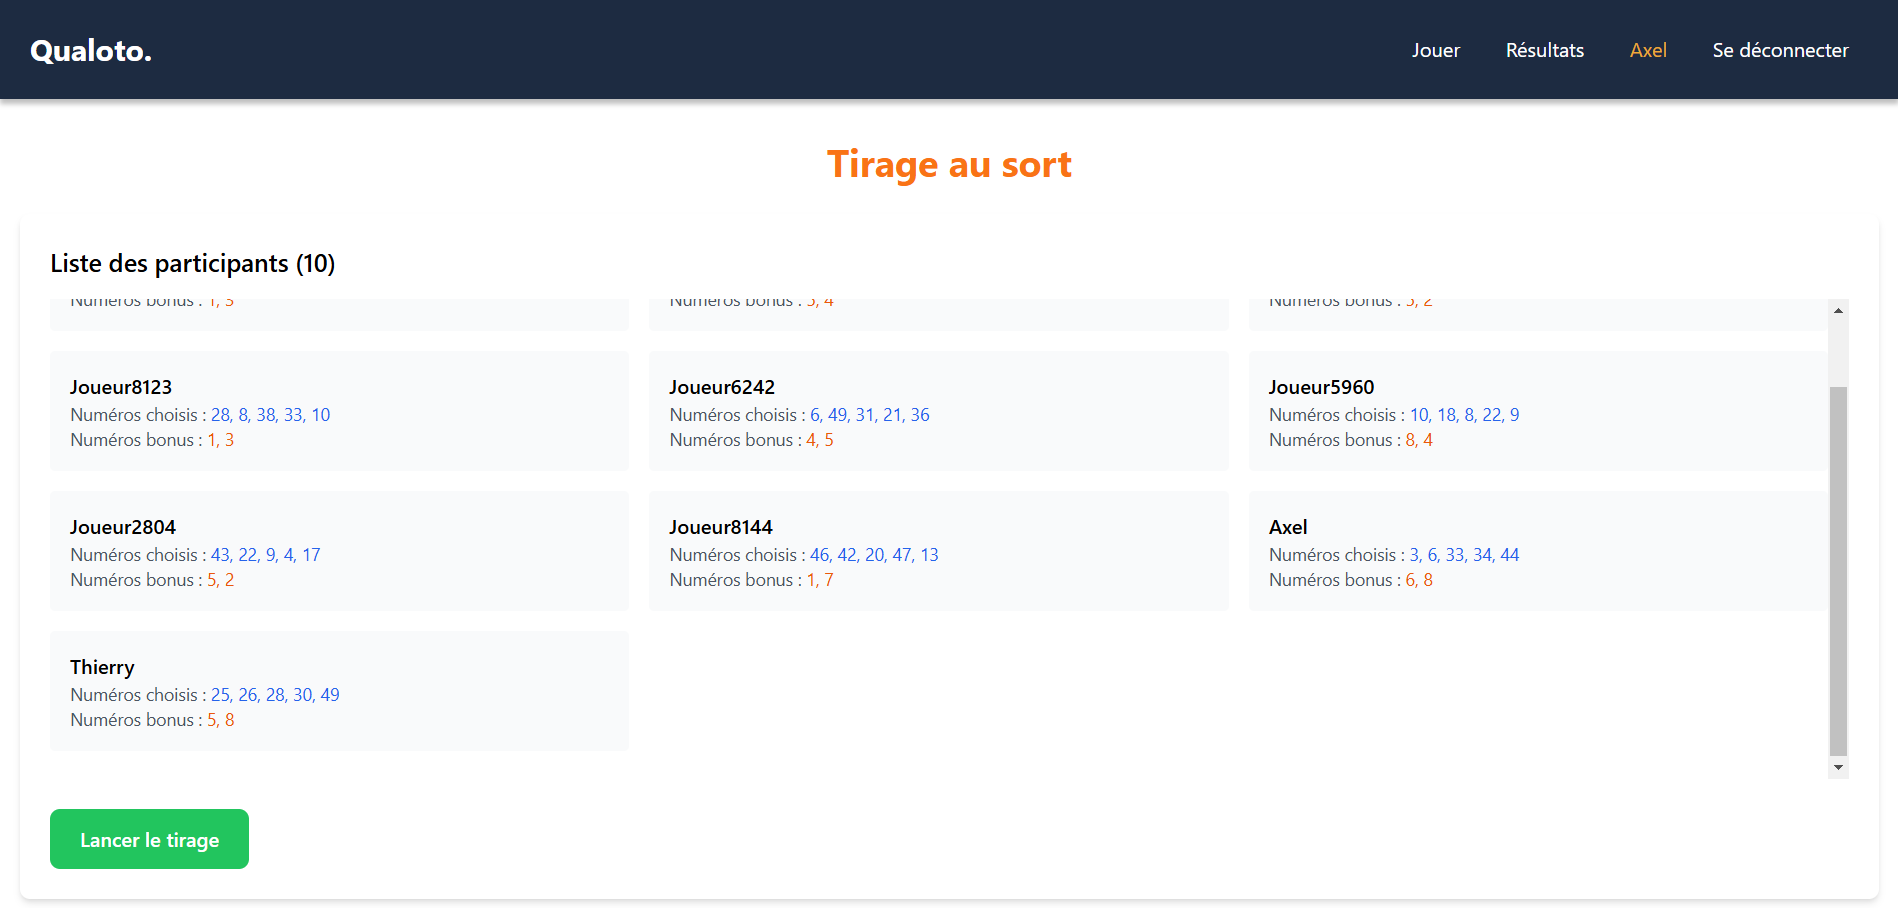 Qualoto.
Jouer Résultats Axel Se déconnecter
Tirage au sort
Liste des participants (10)
Numéros bonus : 1, 3
Numéros bonus : 3, 4
Numéros bonus : 3, 2
Joueur8123
Numéros choisis : 28, 8, 38, 33, 10
Numéros bonus : 1, 3
Joueur6242
Numéros choisis : 6, 49, 31, 21, 36
Numéros bonus : 4, 5
Joueur5960
Numéros choisis : 10, 18, 8, 22, 9
Numéros bonus : 8, 4
Joueur2804
Numéros choisis : 43, 22, 9, 4, 17
Numéros bonus : 5, 2
Joueur8144
Numéros choisis : 46, 42, 20, 47, 13
Numéros bonus : 1, 7
Axel
Numéros choisis : 3, 6, 33, 34, 44
Numéros bonus : 6, 8
Thierry
Numéros choisis : 25, 26, 28, 30, 49
Numéros bonus : 5, 8
Lancer le tirage